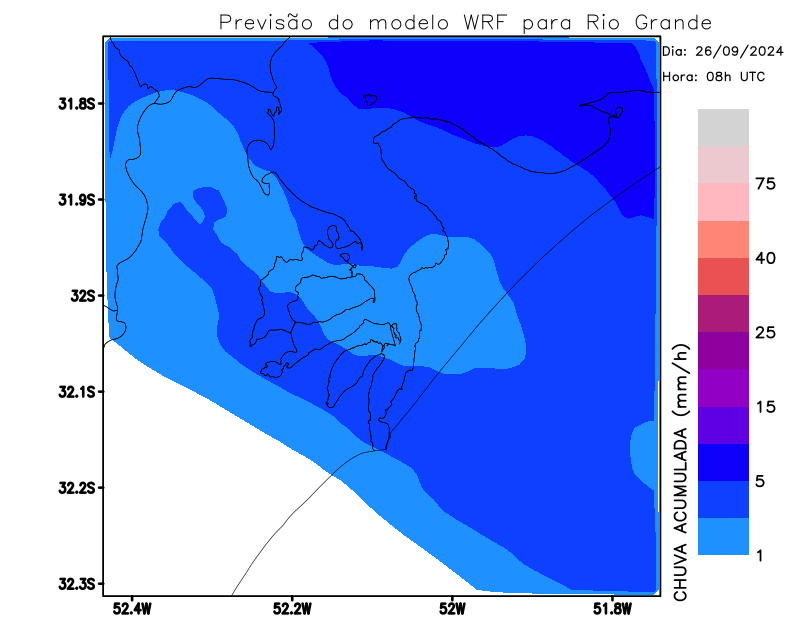 Previsão do modelo WRF para Rio Grande
Dia: 26/09/2024
Hora: 08h UTC
31.8S
31.9S
32S
32.1S
32.2S
32.3S
52.4W
52.2W
52W
51.8W
75
40
25
15
5
1
CHUVA ACUMULADA (mm/h)